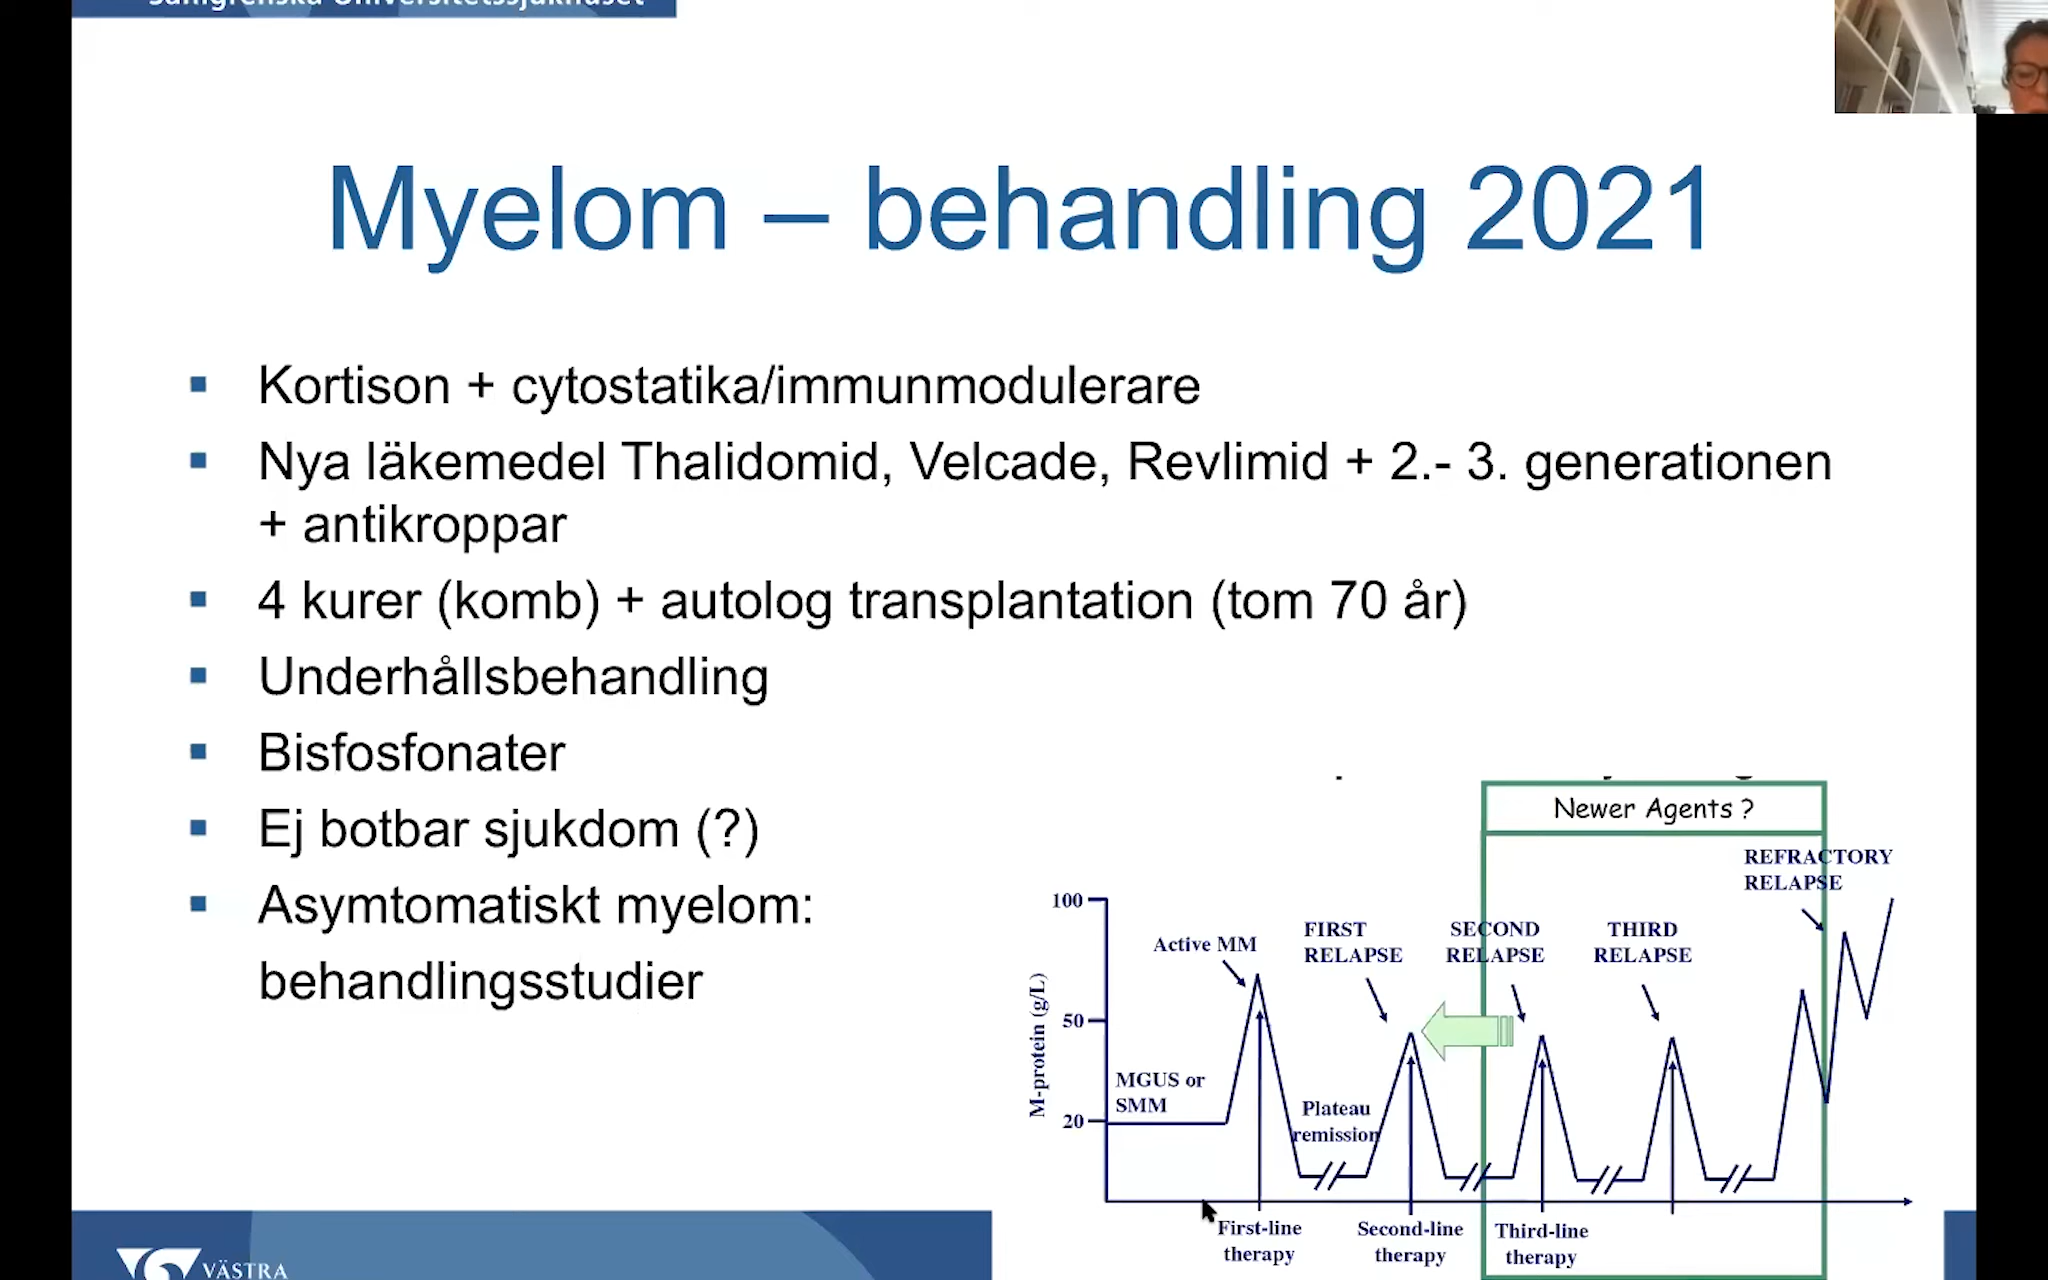 Sahlgrenska Universitetssjukhuset
Myelom – behandling 2021
Kortison + cytostatika/immunmodulerare
Nya läkemedel Thalidomid, Velcade, Revlimid + 2.- 3. generationen
+ antikroppar
4 kurer (komb) + autolog transplantation (tom 70 år)
Underhållsbehandling
Bisfosfonater
Ej botbar sjukdom (?)
Asymtomatiskt myelom:
behandlingsstudier
Newer Agents ?
REFRACTORY
RELAPSE
100
50
20
M-protein (g/L)
Active MM
FIRST
RELAPSE
SECOND
RELAPSE
THIRD
RELAPSE
MGUS or
SMM
Plateau
remission
First-line
therapy
Second-line
therapy
Third-line
therapy
VÄSTRA